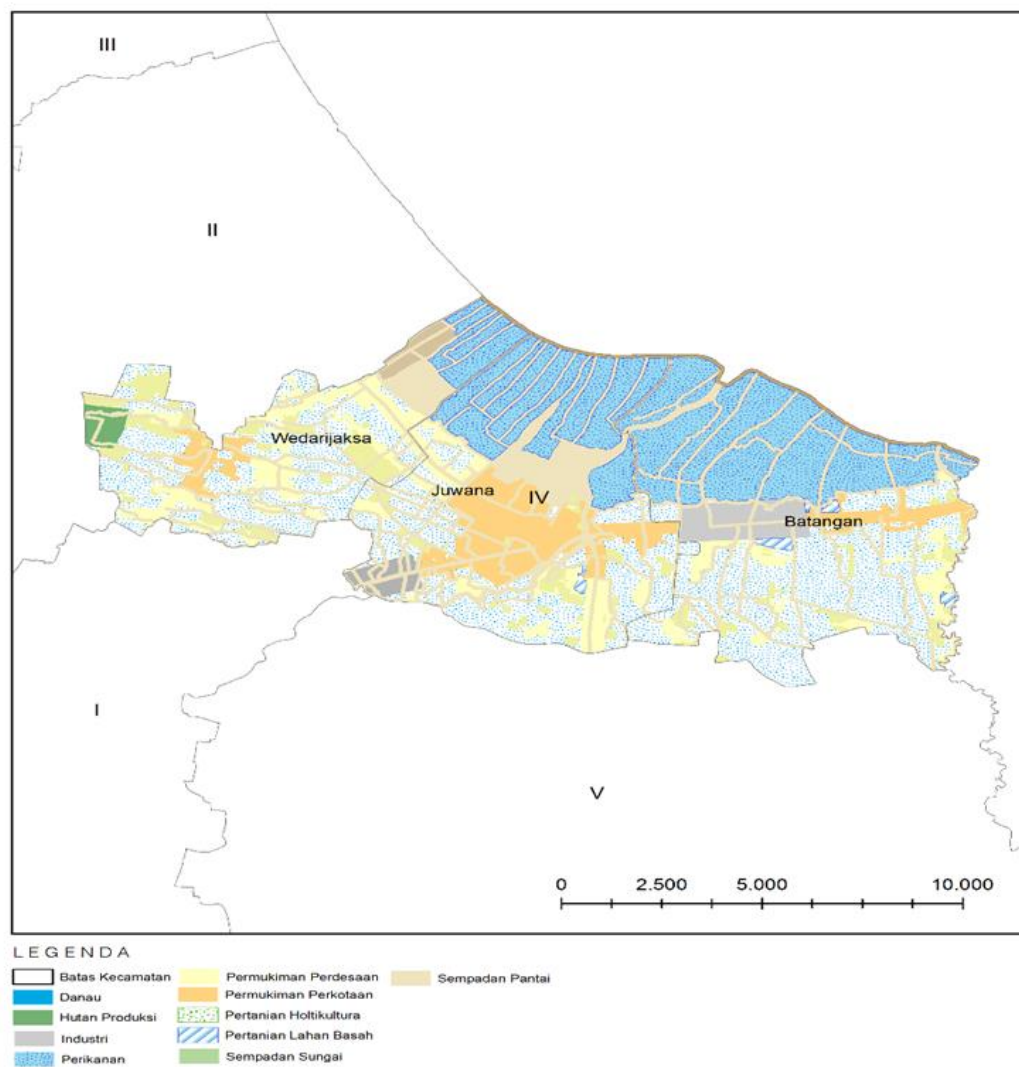 III
II
Wedarijaksa
Juwana
IV
Batangan
I
V
0 2.500 5.000 10.000
LEGENDA
Batas Kecamatan
Danau
Hutan Produksi
Industri
Perikanan
Permukiman Perdesaan
Permukiman Perkotaan
Pertanian Holtikultura
Pertanian Lahan Basah
Sempadan Sungai
Sempadan Pantai